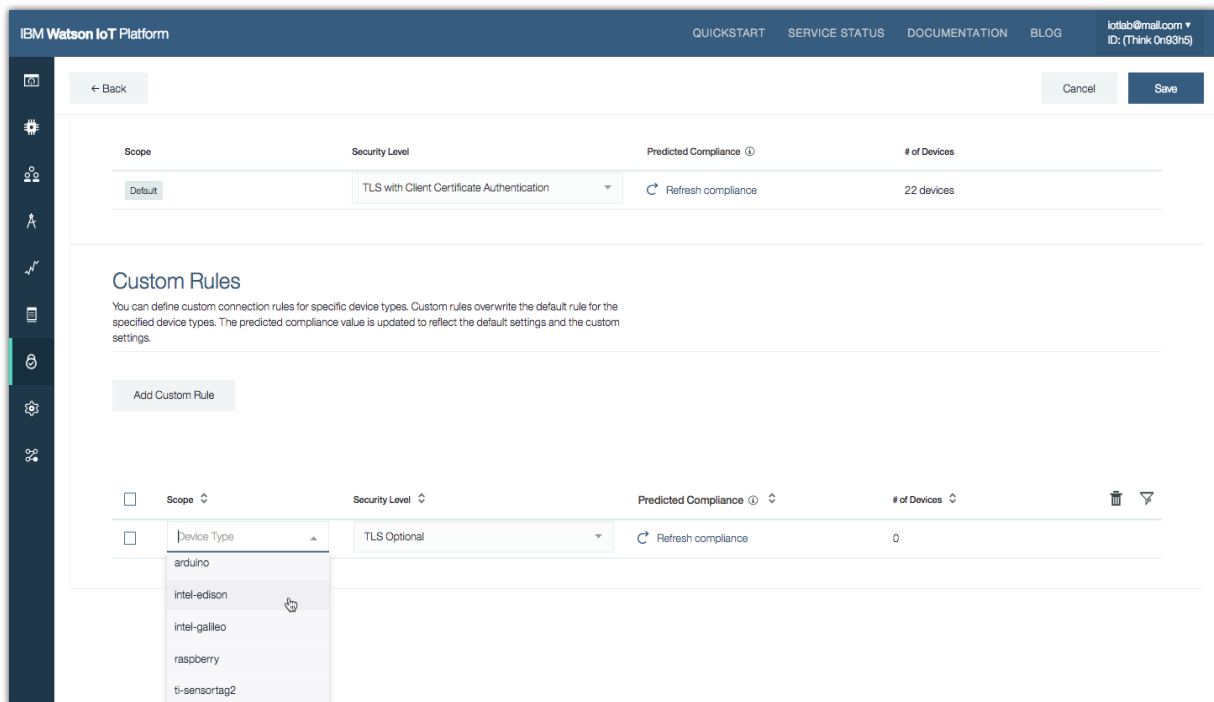 IBM Watson IoT Platform
QUICKSTART SERVICE STATUS DOCUMENTATION BLOG
iotlab@mail.com ▾
ID: (Think 0n93h5)
← Back
Cancel
Save
Scope Security Level Predicted Compliance # of Devices
Default TLS with Client Certificate Authentication Refresh compliance 22 devices
Custom Rules
You can define custom connection rules for specific device types. Custom rules overwrite the default rule for the
specified device types. The predicted compliance value is updated to reflect the default settings and the custom
settings.
Add Custom Rule
Scope Security Level Predicted Compliance # of Devices
Device Type TLS Optional Refresh compliance 0
arduino
intel-edison
intel-galileo
raspberry
ti-sensortag2